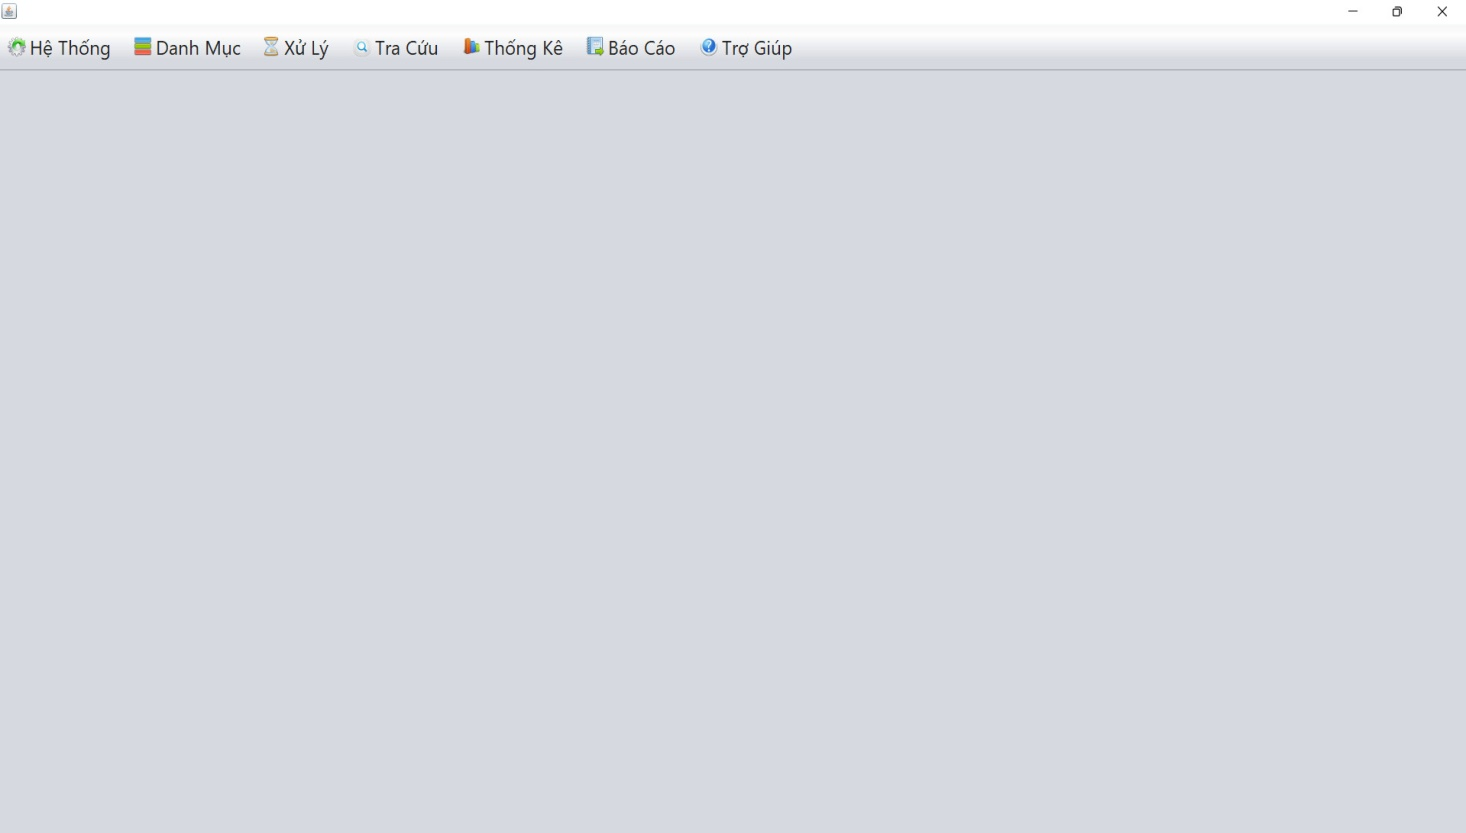 Hệ Thống Danh Mục Xử Lý Tra Cứu Thống Kê Báo Cáo Trợ Giúp